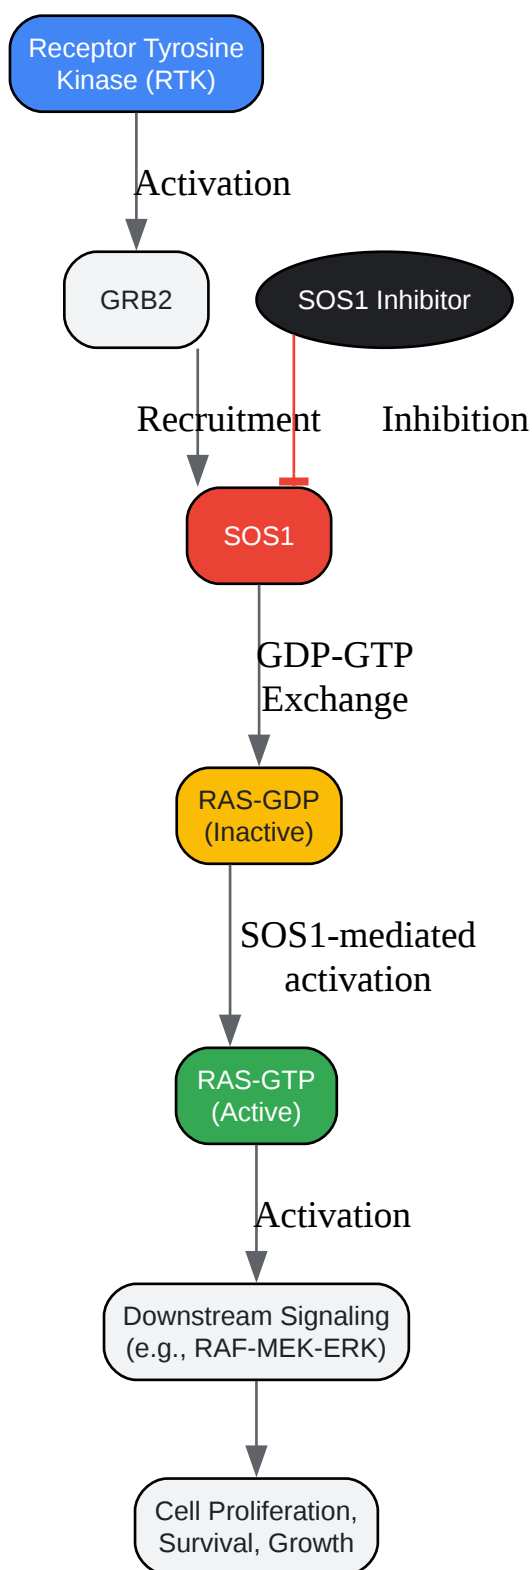 Receptor Tyrosine
Kinase (RTK)
Activation
GRB2
SOS1 Inhibitor
Recruitment
Inhibition
SOS1
GDP-GTP
Exchange
RAS-GDP
(Inactive)
SOS1-mediated
activation
RAS-GTP
(Active)
Activation
Downstream Signaling
(e.g., RAF-MEK-ERK)
Cell Proliferation,
Survival, Growth